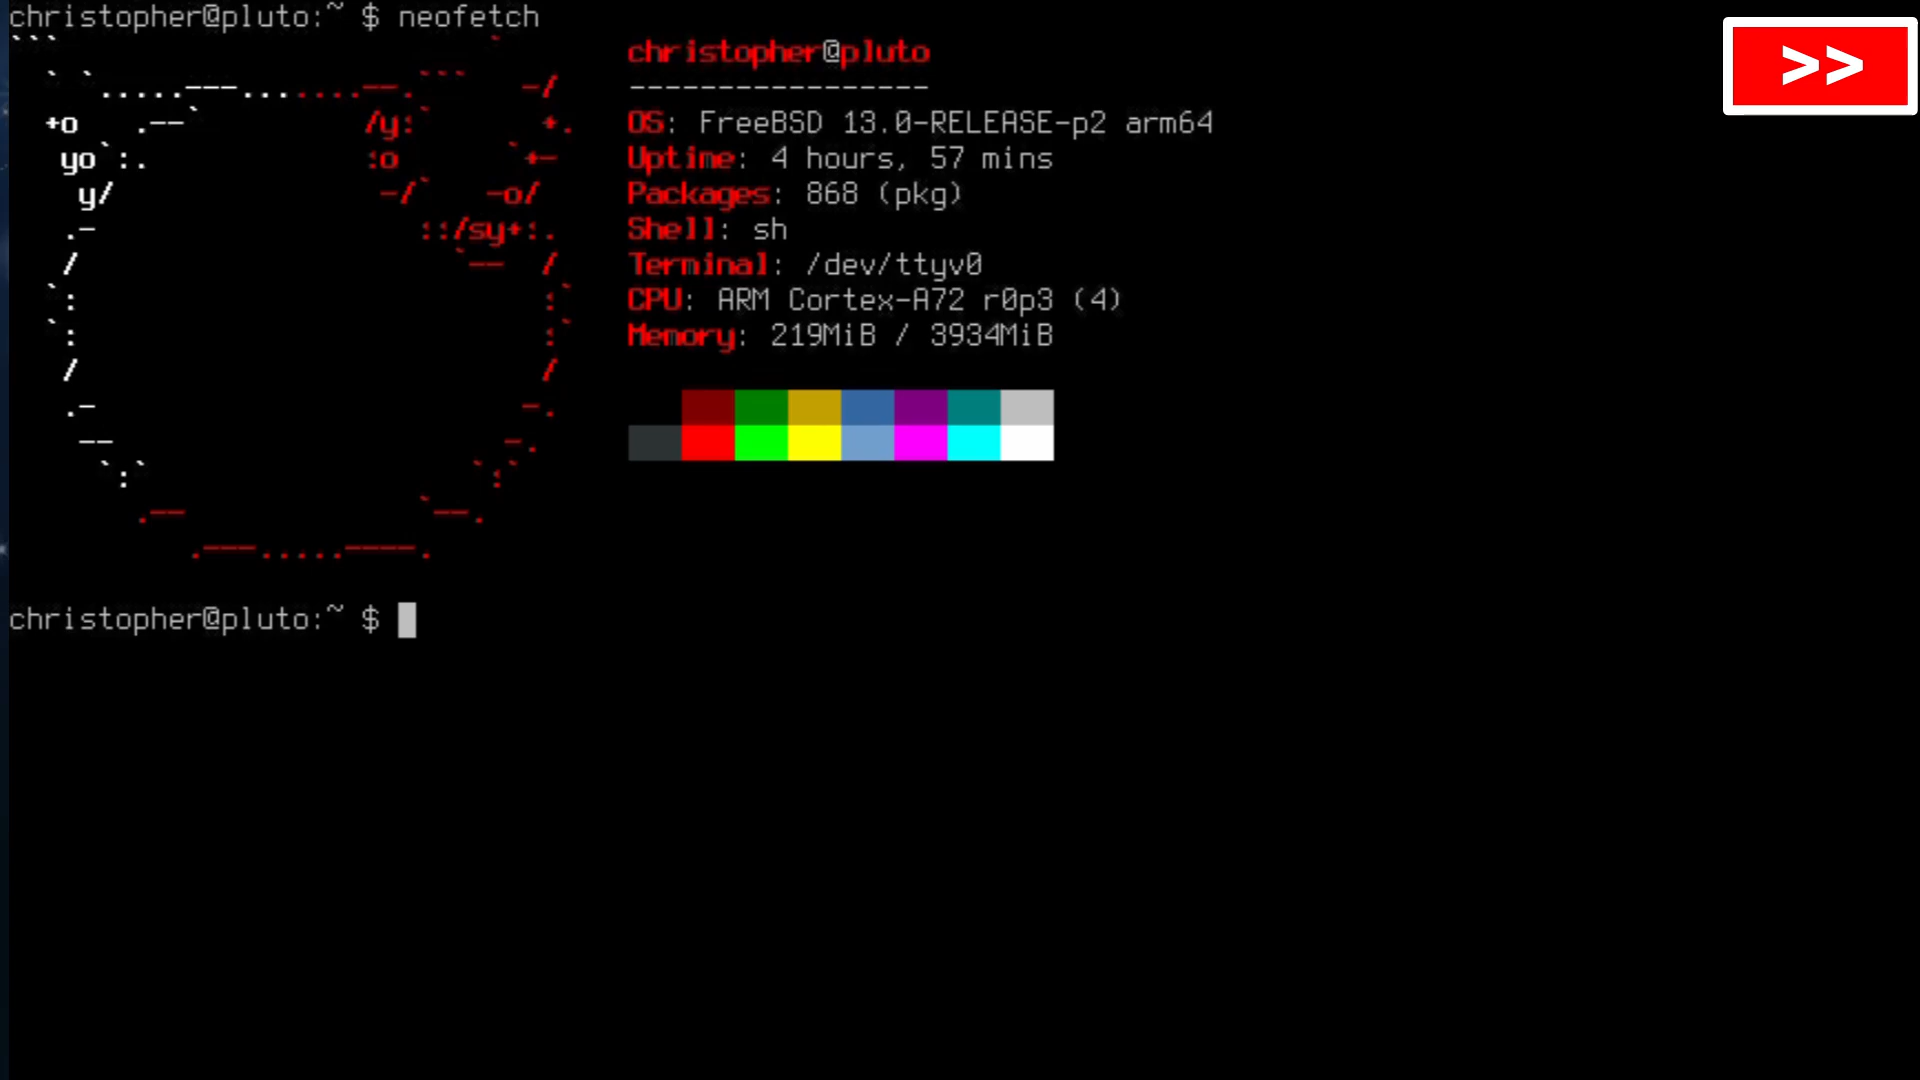 christopher@pluto:~ $ neofetch
>>
christopher@pluto
-----------------
OS: FreeBSD 13.0-RELEASE-p2 arm64
Uptime: 4 hours, 57 mins
Packages: 868 (pkg)
Shell: sh
Terminal: /dev/ttyv0
CPU: ARM Cortex-A72 r0p3 (4)
Memory: 219MiB / 3934MiB
christopher@pluto:~ $